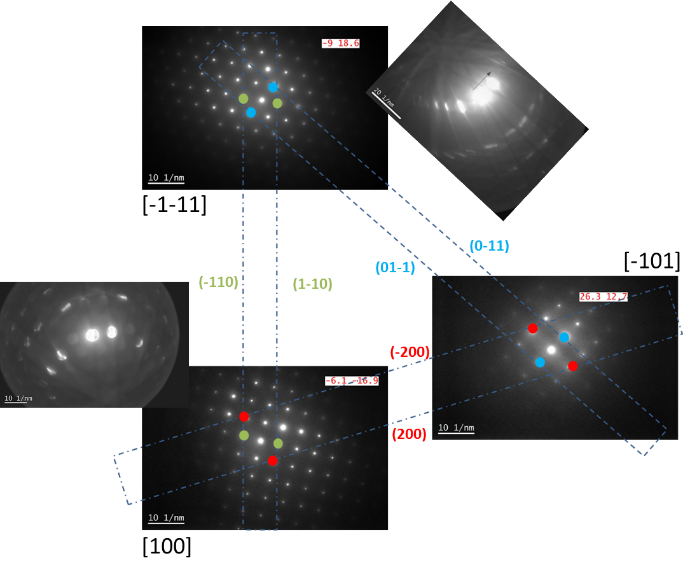 -9 18.6
20 1/nm
10 1/nm
[-1-11]
(0-11)
(01-1)
[-101]
(-110)
(1-10)
26.3 12.7
(-200)
-6.1, -16.9
10 1/nm
(200)
10 1/nm
10 1/nm
[100]